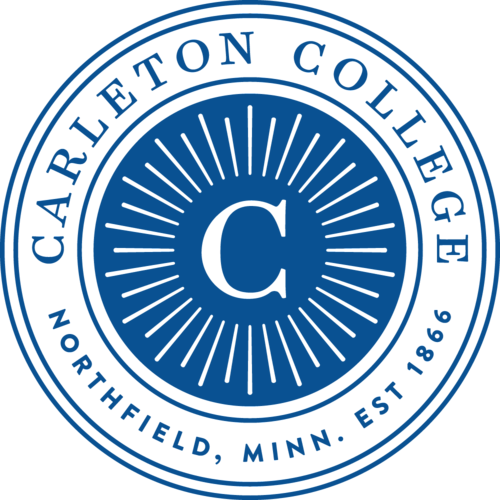 CARLETON COLLEGE
C
NORTHFIELD, MINN. EST 1866